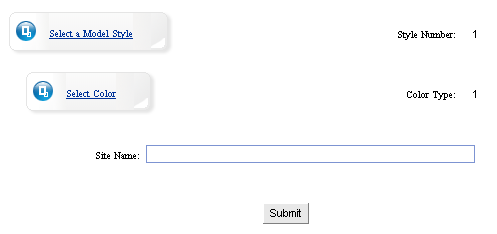 Select a Model Style Style Number: 1
Select Color Color Type: 1
Site Name:
Submit